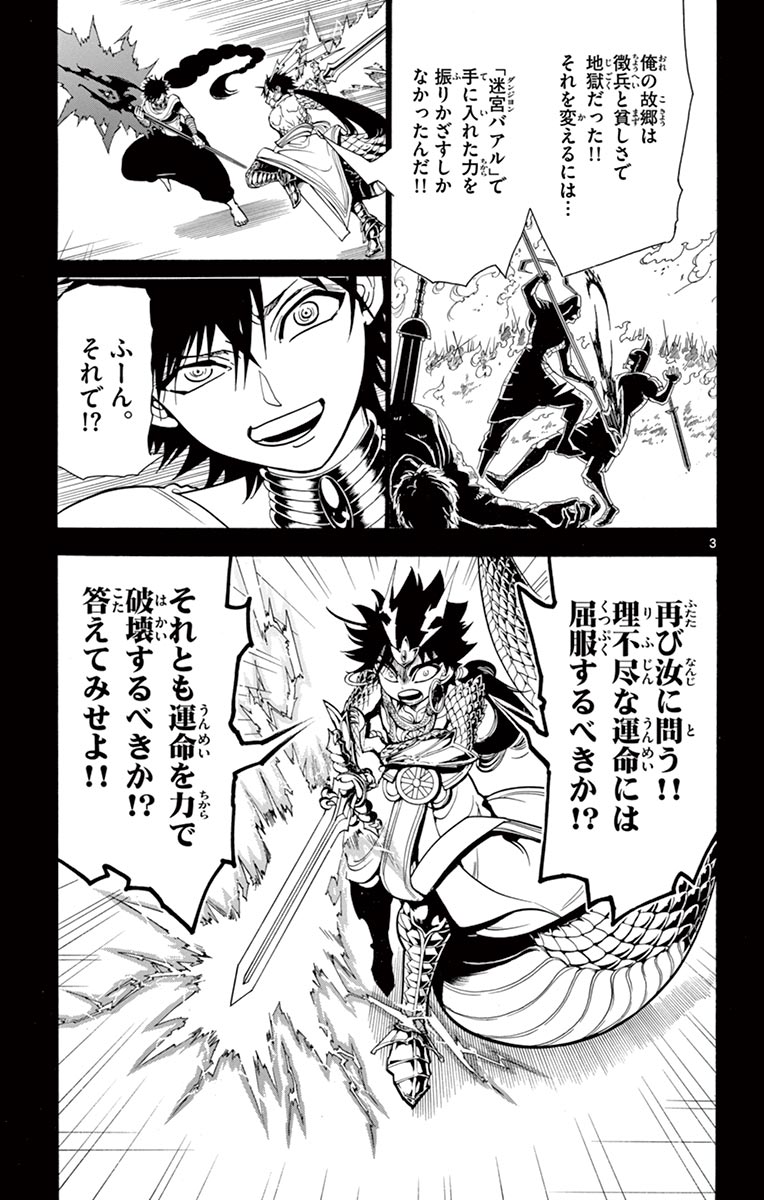 俺の故郷は
徴兵と貧しさで
地獄だった!!
それを変えるには…
「迷宮バアル」で
手に入れた力を
振りかざすしか
なかったんだ!!
ふーん。
それで!?
3
再び汝に問う!!
理不尽な運命には
屈服するべきか!?
それとも運命を力で
破壊するべきか!?
答えてみせよ!!